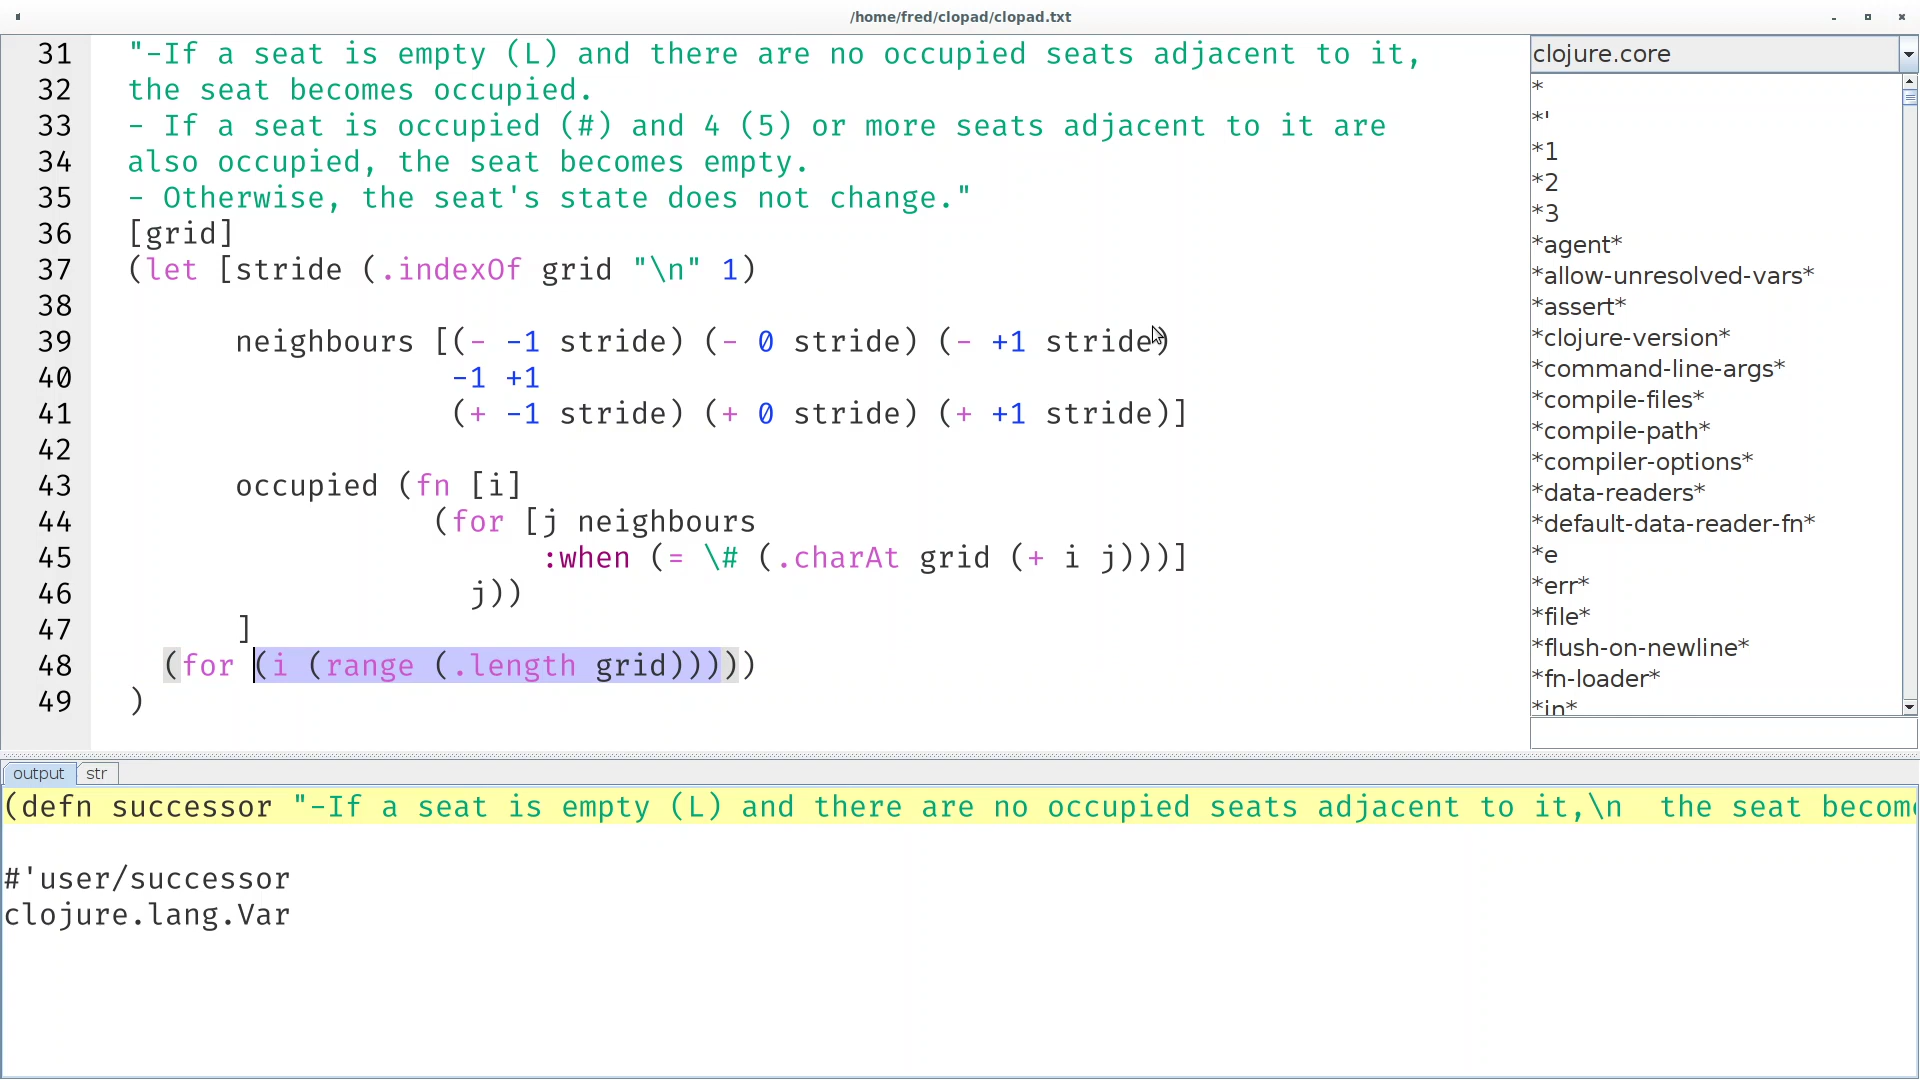 /home/fred/clopad/clopad.txt
31 "-If a seat is empty (L) and there are no occupied seats adjacent to it,
32 the seat becomes occupied.
33 - If a seat is occupied (#) and 4 (5) or more seats adjacent to it are
34 also occupied, the seat becomes empty.
35 - Otherwise, the seat's state does not change."
36 [grid]
37 (let [stride (.indexOf grid "\n" 1)
38
39 neighbours [(- -1 stride) (- 0 stride) (- +1 stride)
40 -1 +1
41 (+ -1 stride) (+ 0 stride) (+ +1 stride)]
42
43 occupied (fn [i]
44 (for [j neighbours
45 :when (= \# (.charAt grid (+ i j)))]
46 j))
47 ]
48 (for (i (range (.length grid)))))
49 )
clojure.core
*
*'
*1
*2
*3
*agent*
*allow-unresolved-vars*
*assert*
*clojure-version*
*command-line-args*
*compile-files*
*compile-path*
*compiler-options*
*data-readers*
*default-data-reader-fn*
*e
*err*
*file*
*flush-on-newline*
*fn-loader*
*in*
output str
(defn successor "-If a seat is empty (L) and there are no occupied seats adjacent to it,\n  the seat become
#'user/successor
clojure.lang.Var